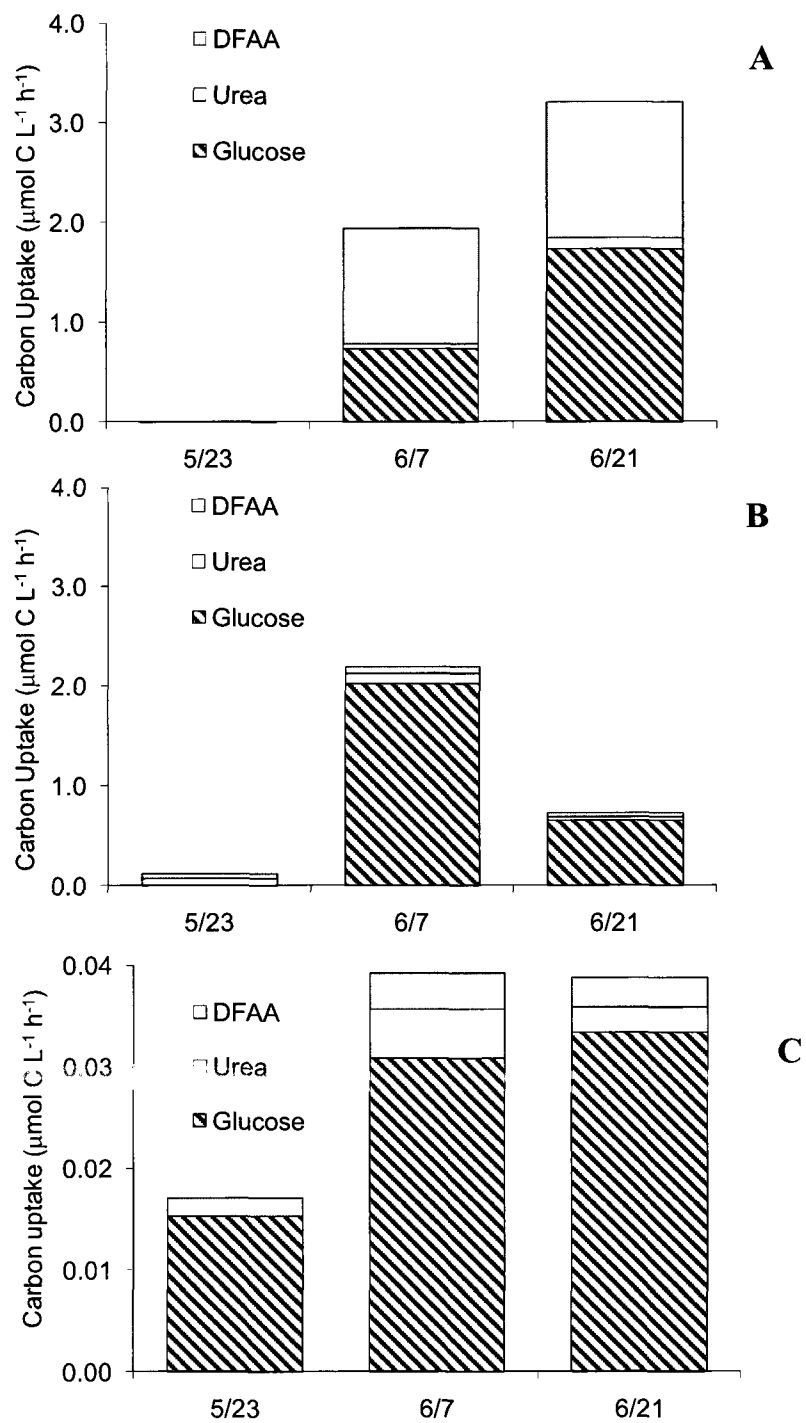 Carbon Uptake (μmol C L⁻¹ h⁻¹)
4.0
3.0
2.0
1.0
0.0
DFAA
Urea
Glucose
A
5/23 6/7 6/21
Carbon Uptake (μmol C L⁻¹ h⁻¹)
4.0
3.0
2.0
1.0
0.0
DFAA
Urea
Glucose
B
5/23 6/7 6/21
Carbon uptake (μmol C L⁻¹ h⁻¹)
0.04
0.03
0.02
0.01
0.00
DFAA
Urea
Glucose
C
5/23 6/7 6/21